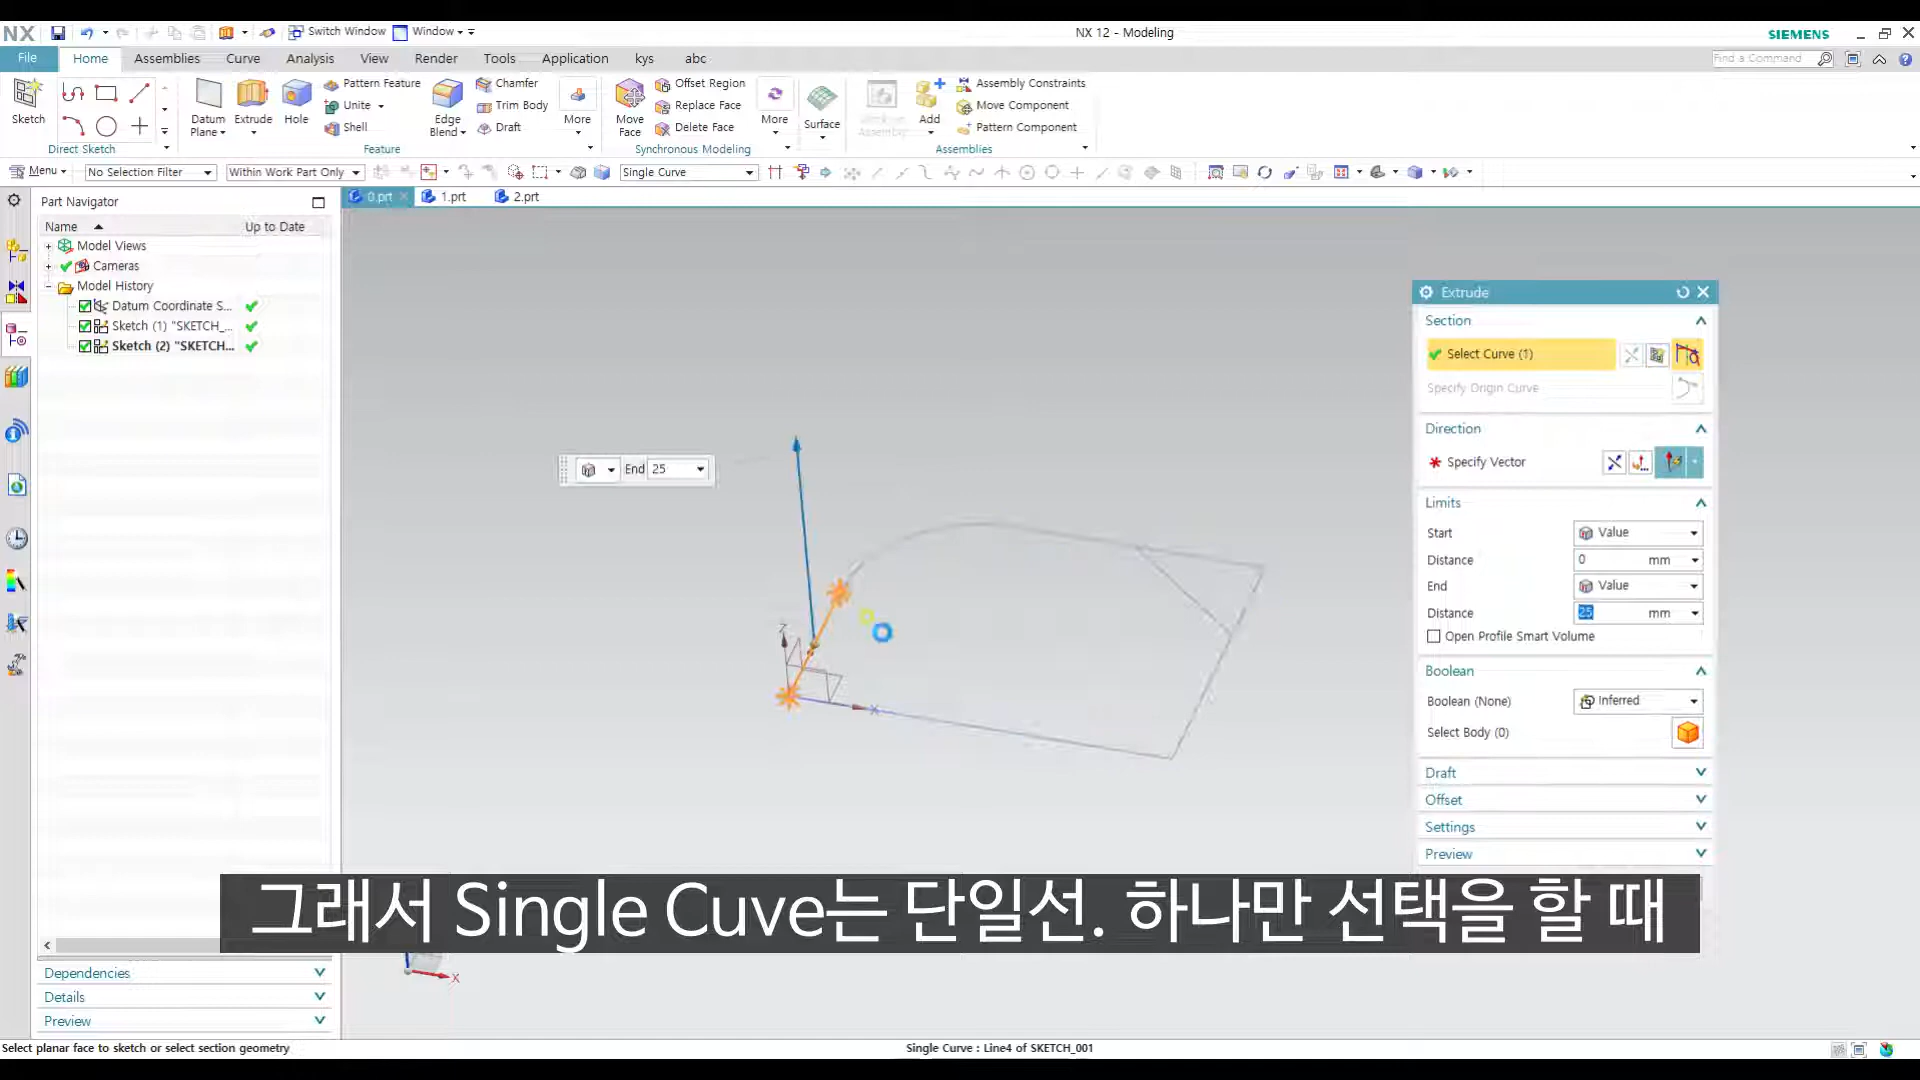 NX
Switch Window
Window
NX 12 - Modeling
SIEMENS
File
Home
Assemblies
Curve
Analysis
View
Render
Tools
Application
kys
abc
Find a Command
Sketch
Direct Sketch
Datum Plane
Extrude
Hole
Pattern Feature
Unite
Shell
Edge Blend
Chamfer
Trim Body
Draft
More
Feature
Move Face
Offset Region
Replace Face
Delete Face
More
Synchronous Modeling
Surface
Add
Assembly Constraints
Move Component
Pattern Component
Assemblies
Menu
No Selection Filter
Within Work Part Only
Single Curve
Part Navigator
0.prt
1.prt
2.prt
Name
Up to Date
Model Views
Cameras
Model History
Datum Coordinate S...
Sketch (1) "SKETCH_...
Sketch (2) "SKETCH...
End 25
Z
X
Extrude
Section
Select Curve (1)
Specify Origin Curve
Direction
Specify Vector
Limits
Start
Value
Distance
0 mm
End
Value
Distance
25 mm
Open Profile Smart Volume
Boolean
Boolean (None)
Inferred
Select Body (0)
Draft
Offset
Settings
Preview
그래서 Single Cuve는 단일선. 하나만 선택을 할 때
X
Dependencies
Details
Preview
Select planar face to sketch or select section geometry
Single Curve : Line4 of SKETCH_001